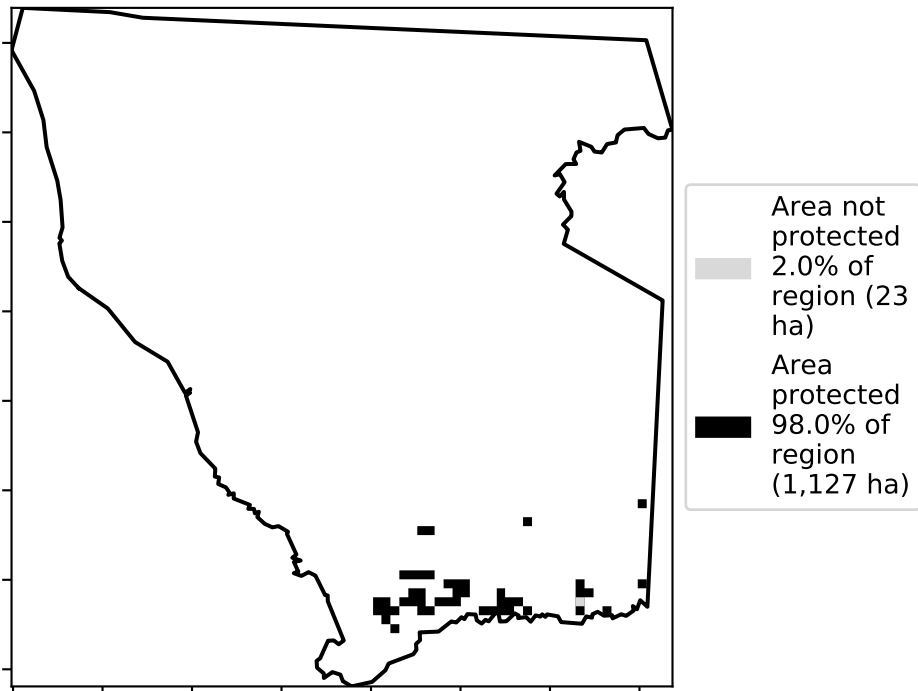 Area not
protected
2.0% of
region (23
ha)
Area
protected
98.0% of
region
(1,127 ha)